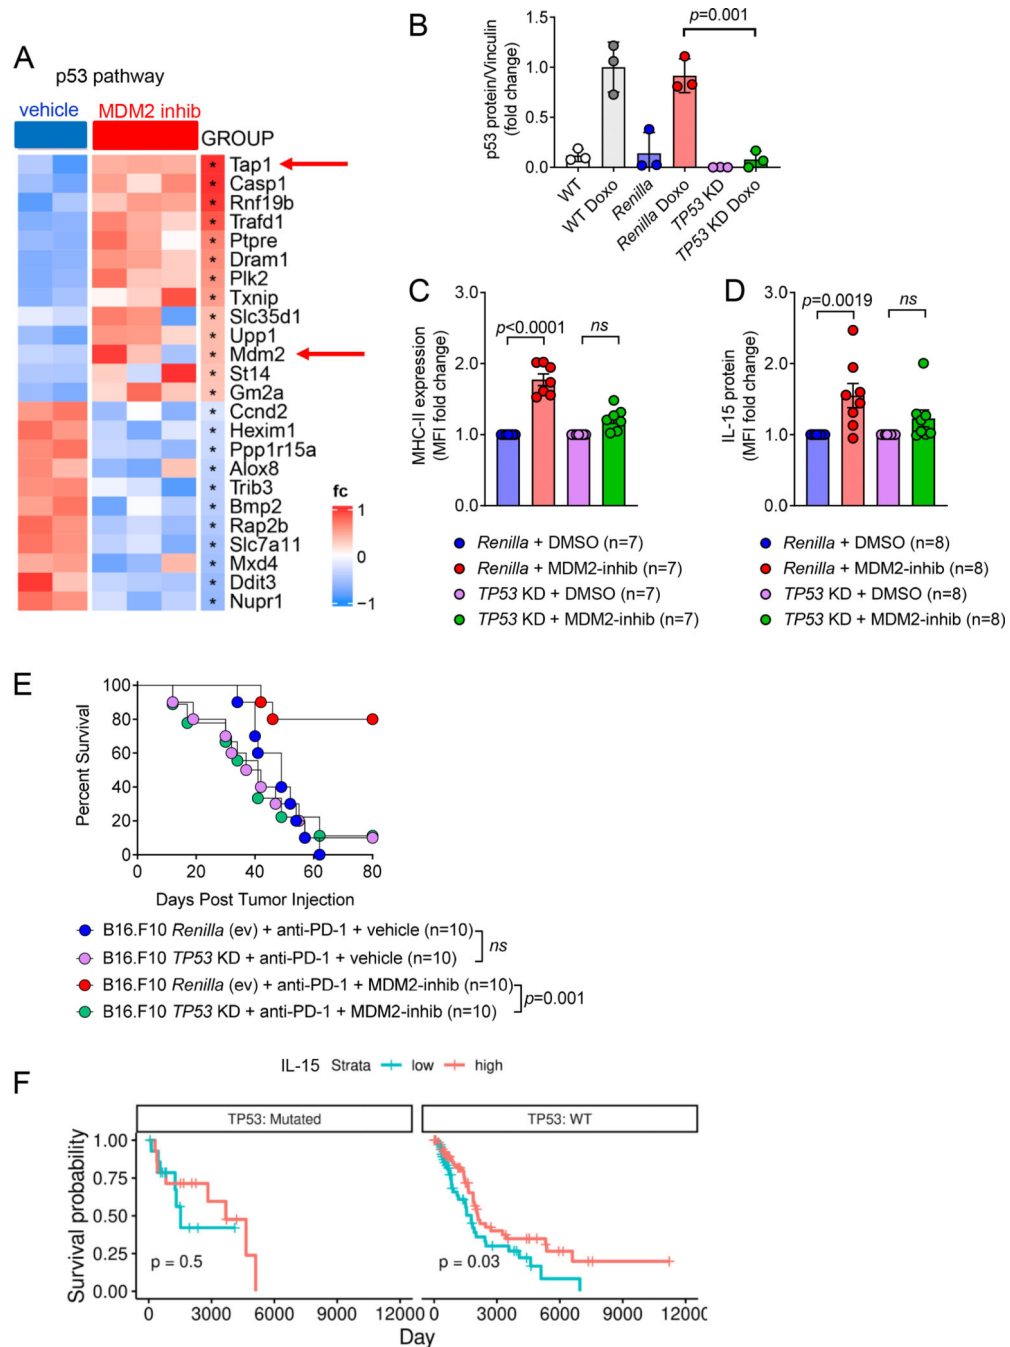 A
p53 pathway
vehicle MDM2 inhib
GROUP
* Tap1
* Casp1
* Rnf19b
* Trafd1
* Ptpre
* Dram1
* Plk2
* Txnip
* Slc35d1
* Upp1
* Mdm2
* St14
* Gm2a
* Ccnd2
* Hexim1
* Ppp1r15a
* Alox8
* Trib3
* Bmp2
* Rap2b
* Slc7a11
* Mxd4
* Ddit3
* Nupr1
fc
1
0
−1
B
p53 protein/Vinculin
(fold change)
1.5
1.0
0.5
0.0
p=0.001
WT
WT Doxo
Renilla
Renilla Doxo
TP53 KD
TP53 KD Doxo
C
MHC-II expression
(MFI fold change)
3.0
2.0
1.0
0.0
p<0.0001
ns
Renilla + DMSO (n=7)
Renilla + MDM2-inhib (n=7)
TP53 KD + DMSO (n=7)
TP53 KD + MDM2-inhib (n=7)
D
IL-15 protein
(MFI fold change)
3.0
2.0
1.0
0.0
p=0.0019
ns
Renilla + DMSO (n=8)
Renilla + MDM2-inhib (n=8)
TP53 KD + DMSO (n=8)
TP53 KD + MDM2-inhib (n=8)
E
Percent Survival
100
80
60
40
20
0
0 20 40 60 80
Days Post Tumor Injection
B16.F10 Renilla (ev) + anti-PD-1 + vehicle (n=10)
B16.F10 TP53 KD + anti-PD-1 + vehicle (n=10)
ns
B16.F10 Renilla (ev) + anti-PD-1 + MDM2-inhib (n=10)
B16.F10 TP53 KD + anti-PD-1 + MDM2-inhib (n=10)
p=0.001
F
IL-15 Strata low high
TP53: Mutated
TP53: WT
Survival probability
1.00
0.75
0.50
0.25
0.00
p = 0.5
0 3000 6000 9000 12000
1.00
0.75
0.50
0.25
0.00
p = 0.03
0 3000 6000 9000 12000
Day